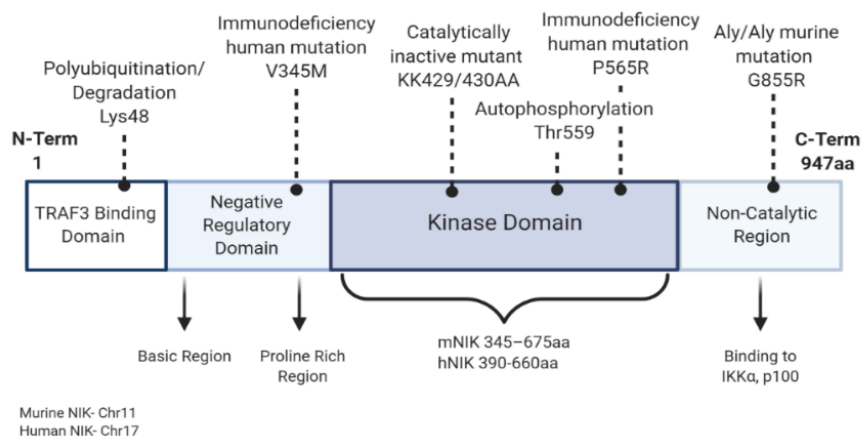 Immunodeficiency
human mutation
V345M
Catalytically
inactive mutant
KK429/430AA
Immunodeficiency
human mutation
P565R
Aly/Aly murine
mutation
G855R
Polyubiquitination/
Degradation
Lys48
Autophosphorylation
Thr559
N-Term
1
C-Term
947aa
TRAF3 Binding
Domain
Negative
Regulatory
Domain
Kinase Domain
Non-Catalytic
Region
Basic Region
Proline Rich
Region
mNIK 345–675aa
hNIK 390-660aa
Binding to
IKKα, p100
Murine NIK- Chr11
Human NIK- Chr17